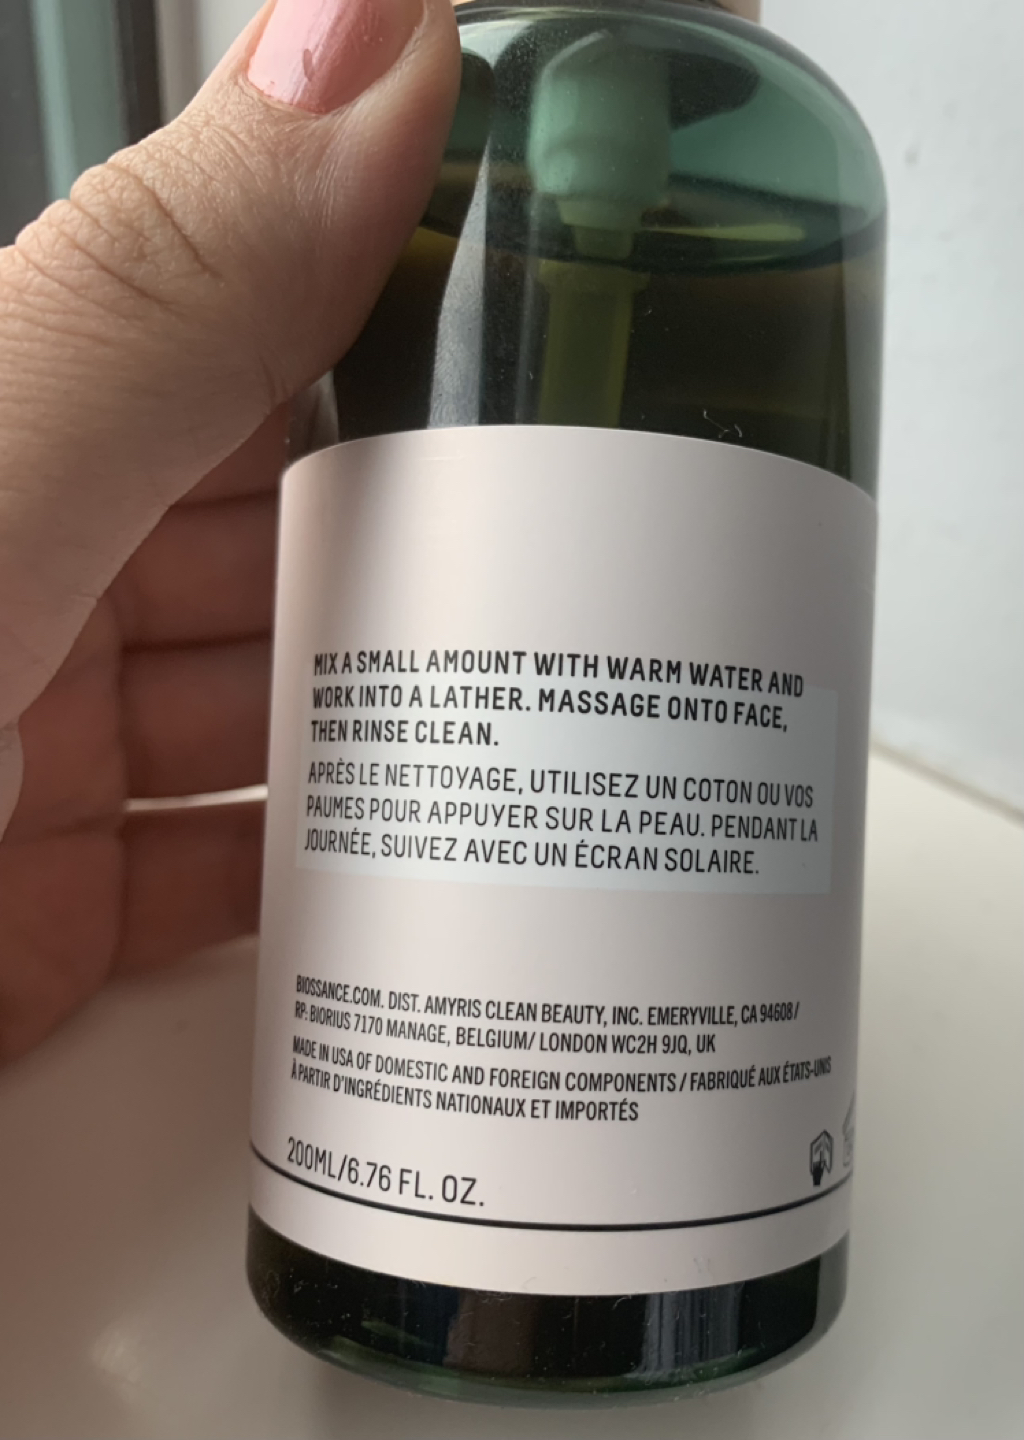 MIX A SMALL AMOUNT WITH WARM WATER AND
WORK INTO A LATHER. MASSAGE ONTO FACE,
THEN RINSE CLEAN.
APRÈS LE NETTOYAGE, UTILISEZ UN COTON OU VOS
PAUMES POUR APPUYER SUR LA PEAU. PENDANT LA
JOURNÉE, SUIVEZ AVEC UN ÉCRAN SOLAIRE.
BIOSSANCE.COM. DIST. AMYRIS CLEAN BEAUTY, INC. EMERYVILLE, CA 94608/
RP: BIORIUS 7170 MANAGE, BELGIUM/ LONDON WC2H 9JQ, UK
MADE IN USA OF DOMESTIC AND FOREIGN COMPONENTS / FABRIQUÉ AUX ÉTATS-UNIS
À PARTIR D'INGRÉDIENTS NATIONAUX ET IMPORTÉS
200ML/6.76 FL. OZ.